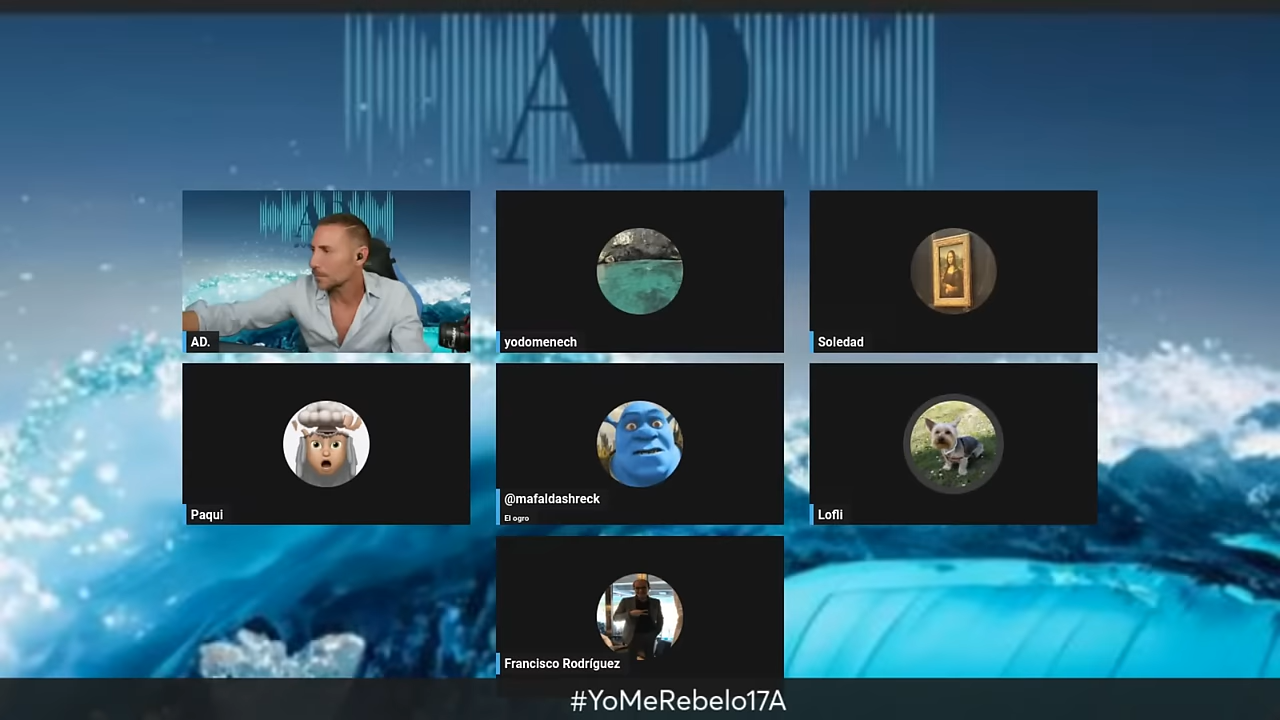 AD
AD.
yodomenech
Soledad
Paqui
@mafaldashreck
El ogro
Lofli
Francisco Rodríguez
#YoMeRebelo17A